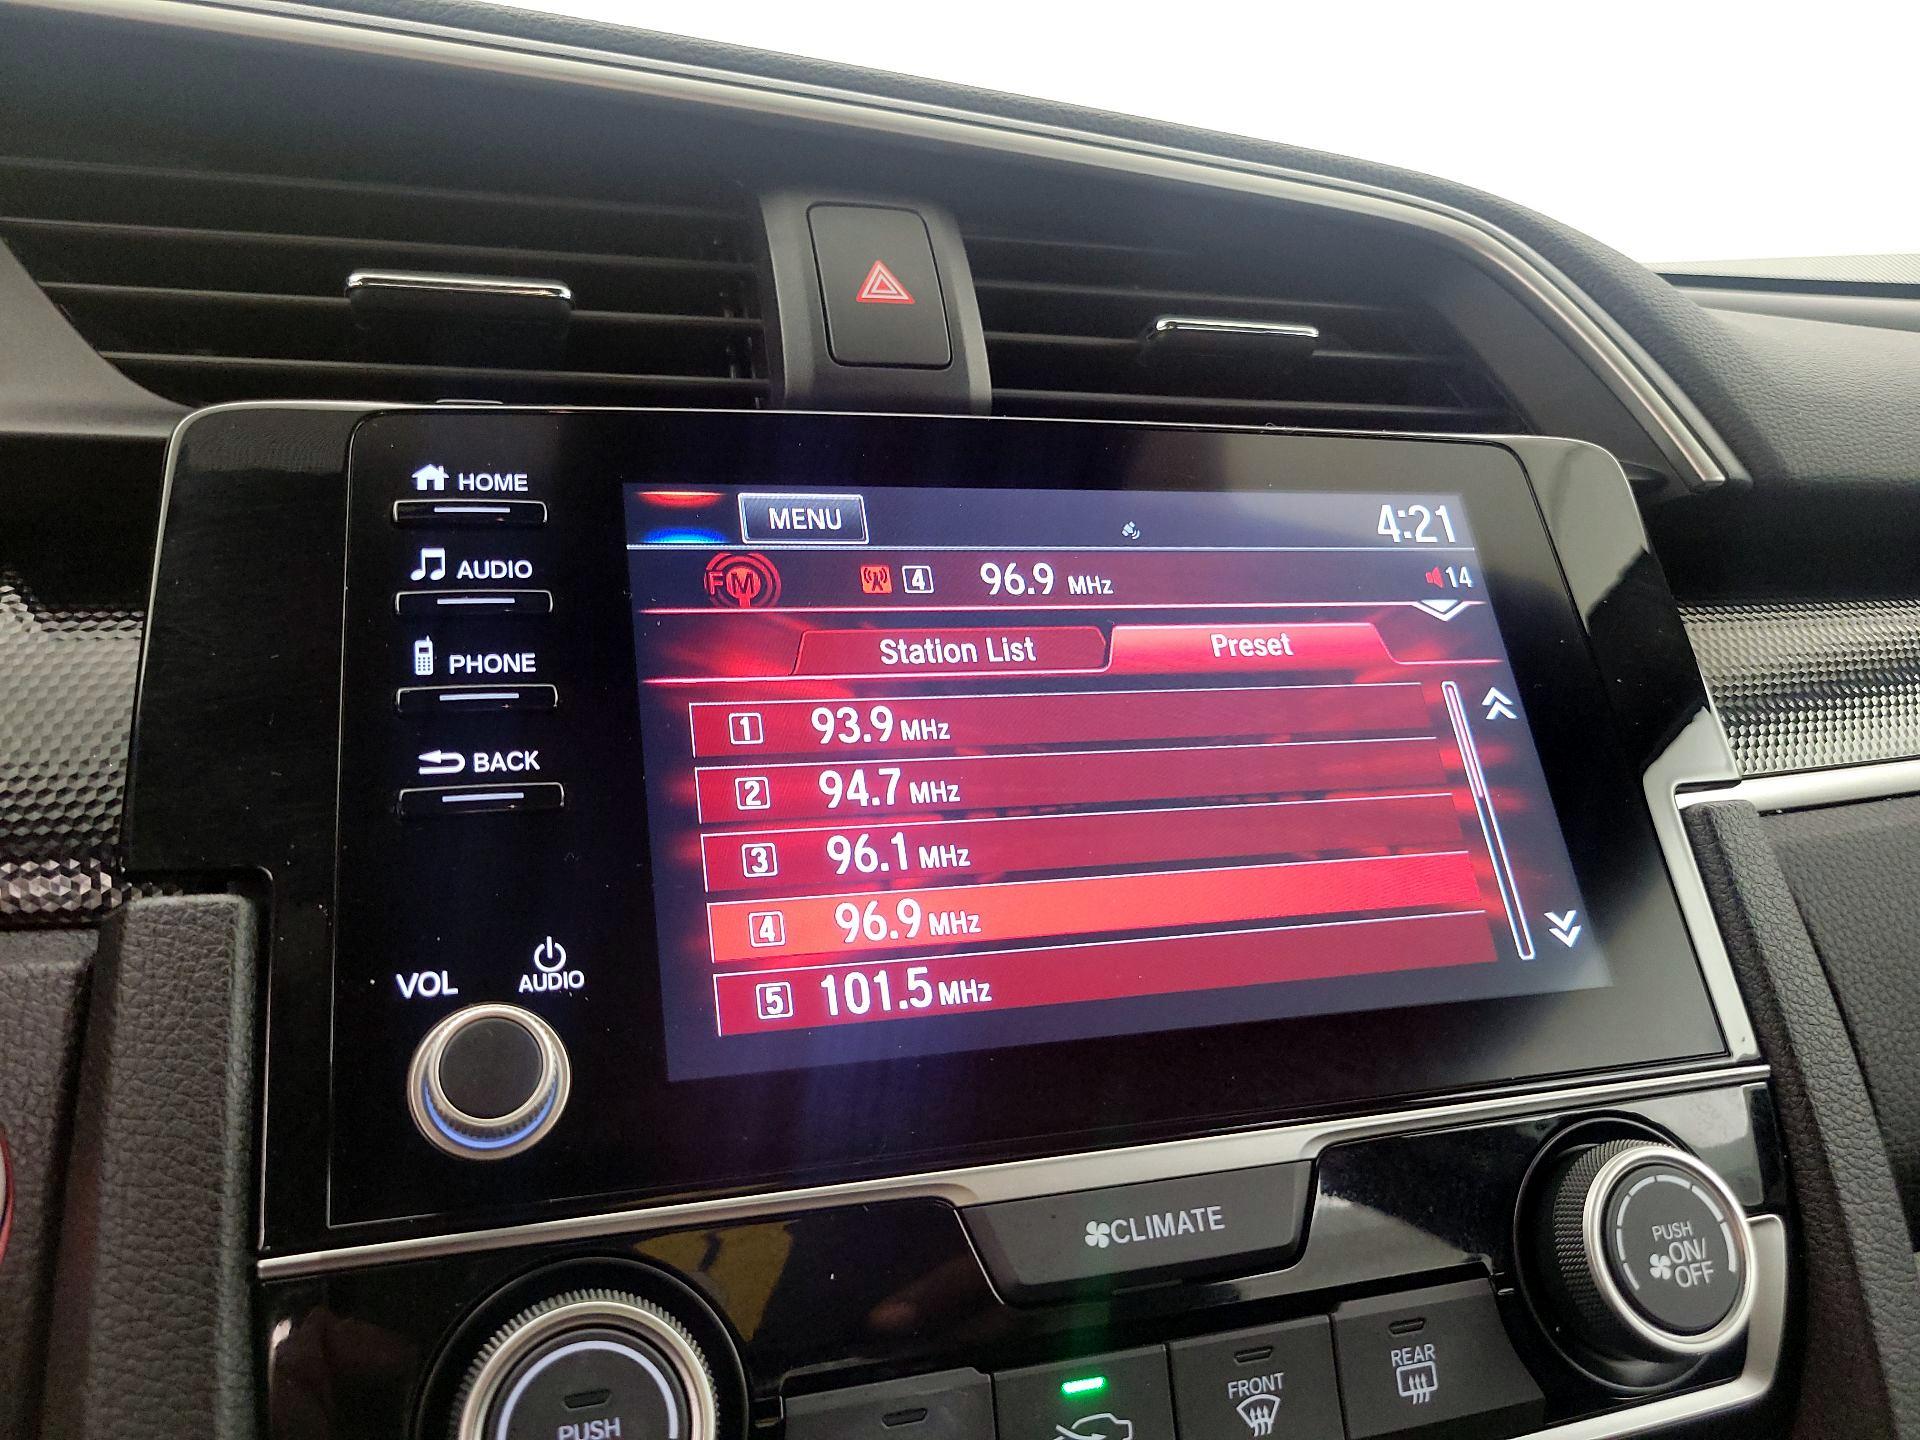 HOME
AUDIO
PHONE
BACK
VOL
AUDIO
MENU
4:21
FM
4 96.9 MHz
14
Station List
Preset
1 93.9 MHz
2 94.7 MHz
3 96.1 MHz
4 96.9 MHz
5 101.5 MHz
CLIMATE
PUSH
ON/
OFF
PUSH
FRONT
REAR